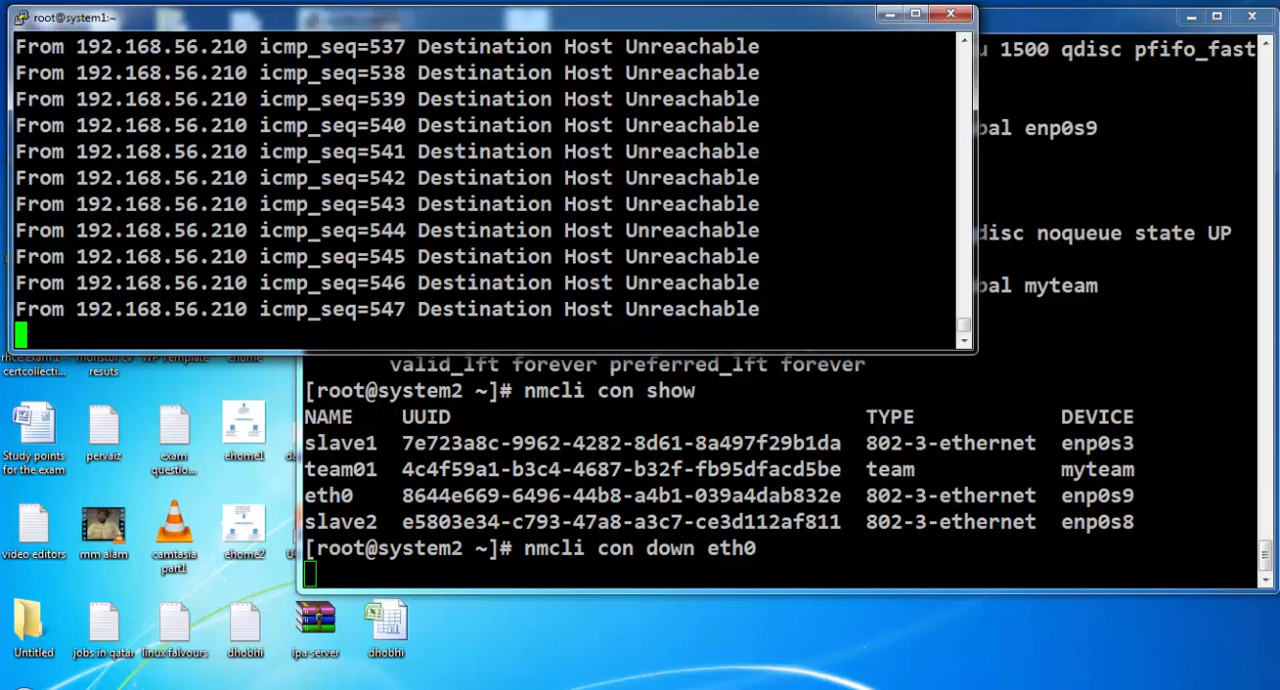 root@system1:~
From 192.168.56.210 icmp_seq=537 Destination Host Unreachable
From 192.168.56.210 icmp_seq=538 Destination Host Unreachable
From 192.168.56.210 icmp_seq=539 Destination Host Unreachable
From 192.168.56.210 icmp_seq=540 Destination Host Unreachable
From 192.168.56.210 icmp_seq=541 Destination Host Unreachable
From 192.168.56.210 icmp_seq=542 Destination Host Unreachable
From 192.168.56.210 icmp_seq=543 Destination Host Unreachable
From 192.168.56.210 icmp_seq=544 Destination Host Unreachable
From 192.168.56.210 icmp_seq=545 Destination Host Unreachable
From 192.168.56.210 icmp_seq=546 Destination Host Unreachable
From 192.168.56.210 icmp_seq=547 Destination Host Unreachable
u 1500 qdisc pfifo_fast
bal enp0s9
disc noqueue state UP
bal myteam
valid_lft forever preferred_lft forever
[root@system2 ~]# nmcli con show
NAME UUID TYPE DEVICE
slave1 7e723a8c-9962-4282-8d61-8a497f29b1da 802-3-ethernet enp0s3
team01 4c4f59a1-b3c4-4687-b32f-fb95dfacd5be team myteam
eth0 8644e669-6496-44b8-a4b1-039a4dab832e 802-3-ethernet enp0s9
slave2 e5803e34-c793-47a8-a3c7-ce3d112af811 802-3-ethernet enp0s8
[root@system2 ~]# nmcli con down eth0
certcollecti...
resuts
Study points
for the exam
pervaiz
exam
questio...
ehome1
video editors
mm alam
camtasia
part1
ehome2
Untitled
jobs in qatar
linux falvours
dhobhi
ipa server
dhobhi